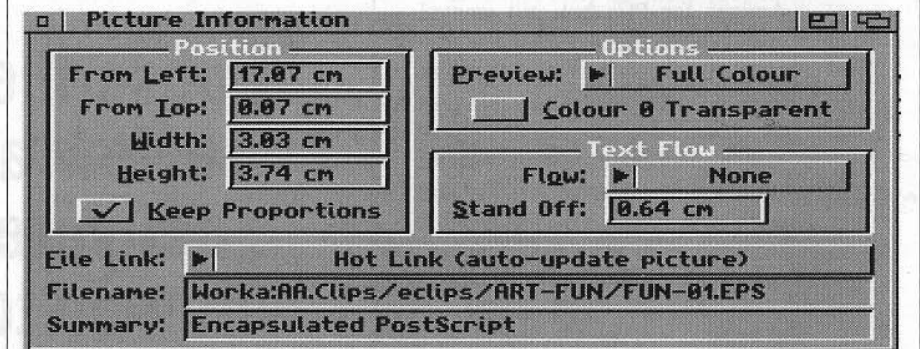 Picture Information
Position
From Left: 17.07 cm
From Top: 0.07 cm
Width: 3.03 cm
Height: 3.74 cm
✓ Keep Proportions
Options
Preview: Full Colour
Colour 0 Transparent
Text Flow
Flow: None
Stand Off: 0.64 cm
File Link: Hot Link (auto-update picture)
Filename: Worka:AA.Clips/eclips/ART-FUN/FUN-01.EPS
Summary: Encapsulated PostScript